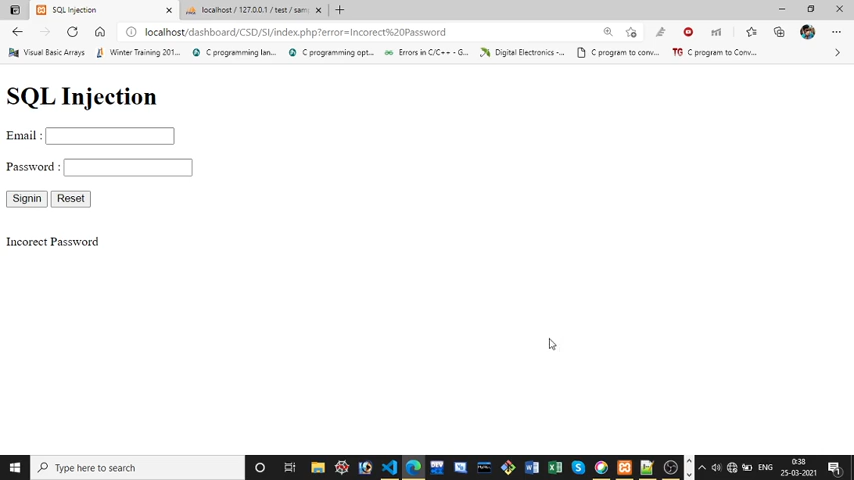 SQL Injection
localhost / 127.0.0.1 / test / sam
localhost/dashboard/CSD/SI/index.php?error=Incorect%20Password
Visual Basic Arrays
Winter Training 201...
C programming lan...
C programming opt...
Errors in C/C++ - G...
Digital Electronics -...
C program to conv...
TG C program to Conv...
SQL Injection
Email :
Password :
Signin Reset
Incorect Password
Type here to search
ENG
0:38
25-03-2021